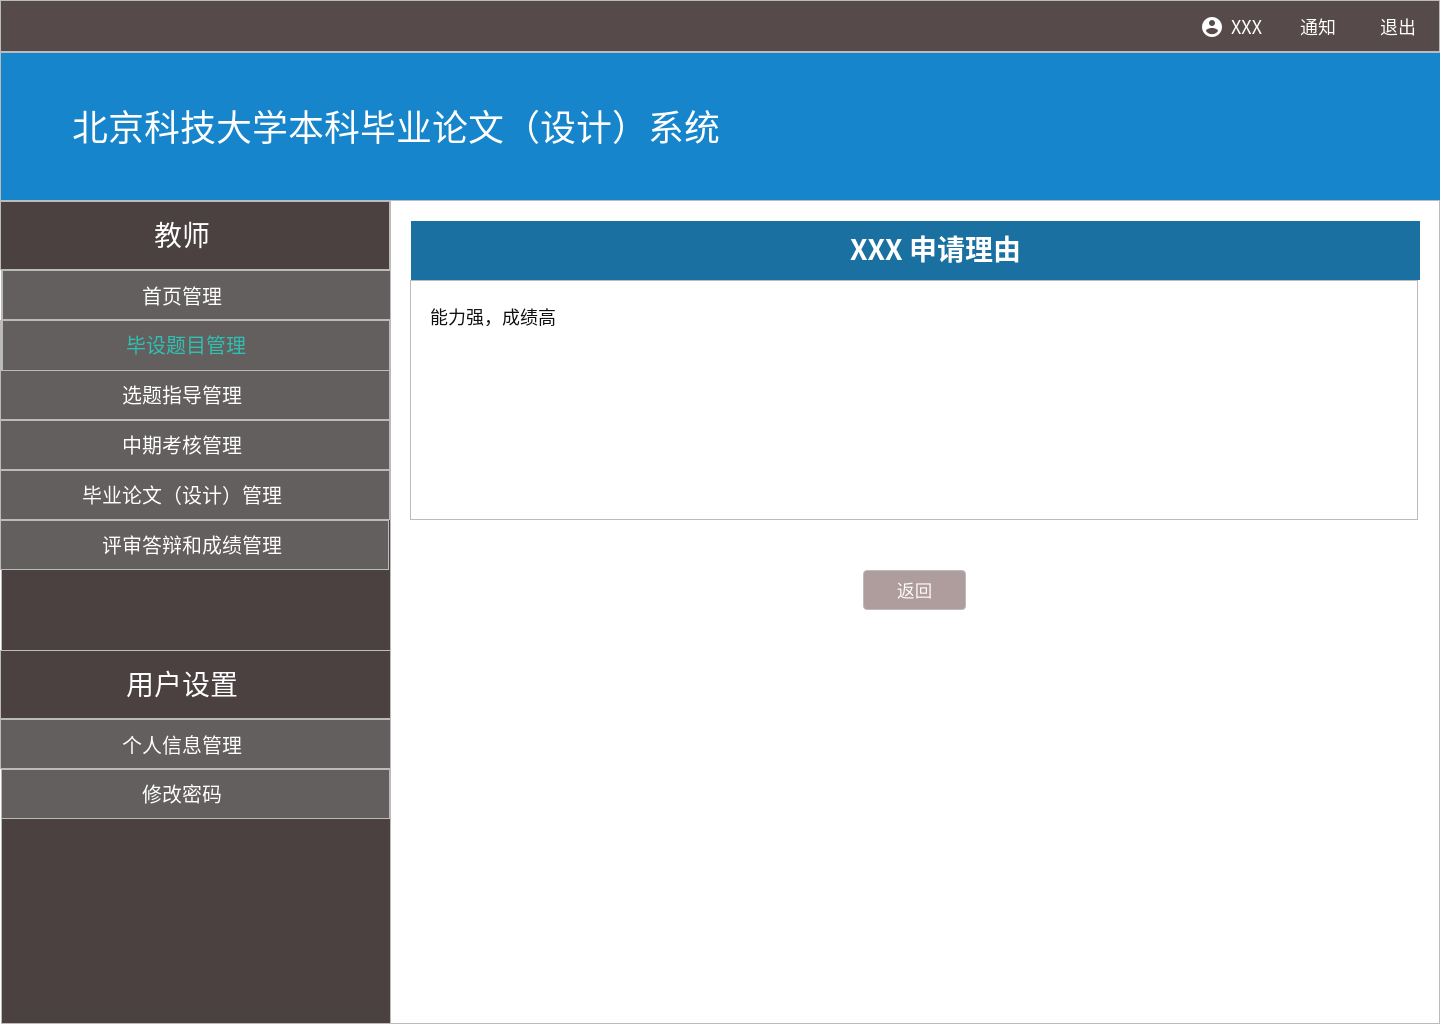 XXX 通知 退出
北京科技大学本科毕业论文（设计）系统
教师
首页管理
毕设题目管理
选题指导管理
中期考核管理
毕业论文（设计）管理
评审答辩和成绩管理
用户设置
个人信息管理
修改密码
XXX 申请理由
能力强，成绩高
返回